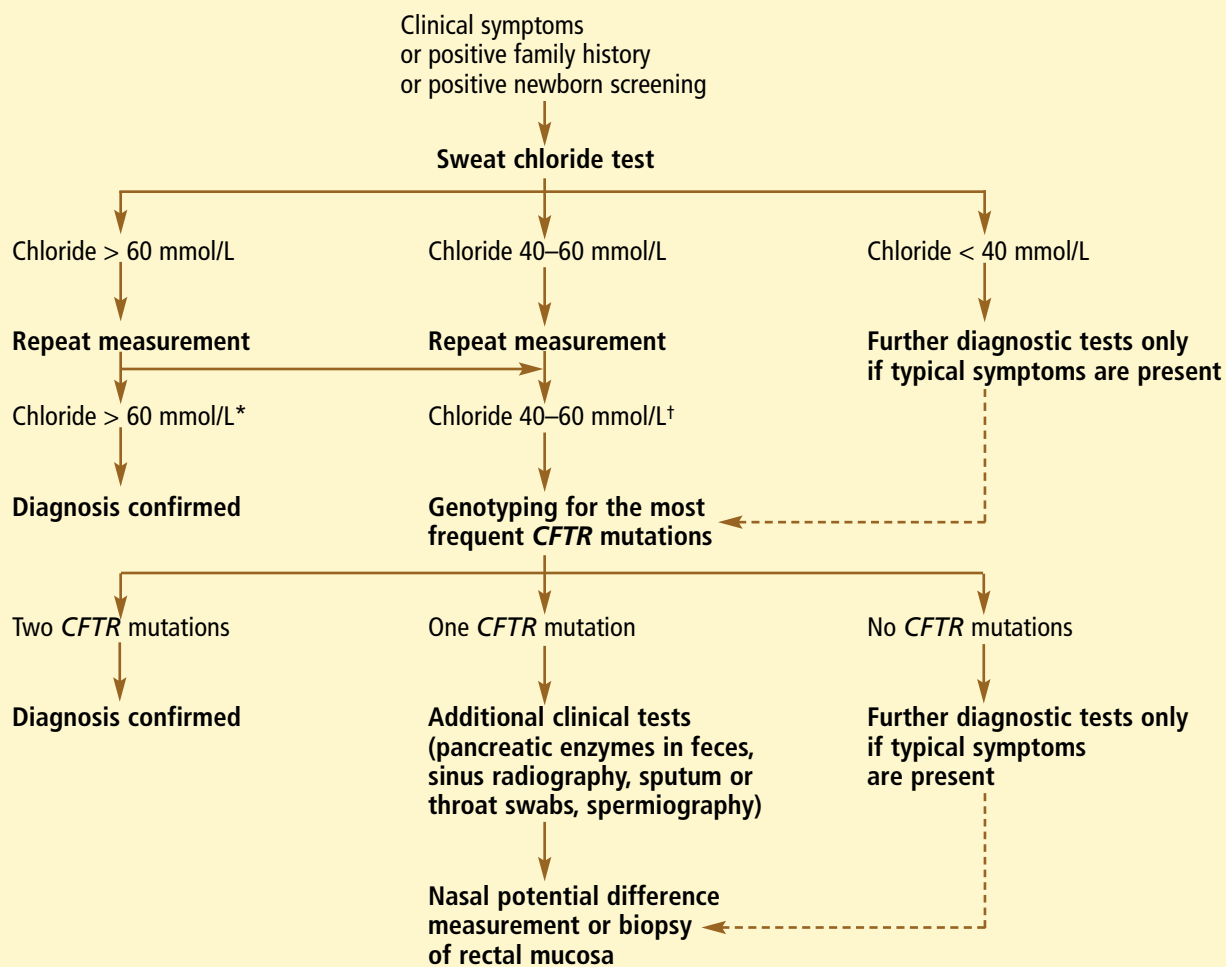 Clinical symptoms
or positive family history
or positive newborn screening
Sweat chloride test
Chloride > 60 mmol/L
Chloride 40–60 mmol/L
Chloride < 40 mmol/L
Repeat measurement
Repeat measurement
Further diagnostic tests only
if typical symptoms are present
Chloride > 60 mmol/L*
Chloride 40–60 mmol/L†
Diagnosis confirmed
Genotyping for the most
frequent CFTR mutations
Two CFTR mutations
One CFTR mutation
No CFTR mutations
Diagnosis confirmed
Additional clinical tests
(pancreatic enzymes in feces,
sinus radiography, sputum or
throat swabs, spermiography)
Further diagnostic tests only
if typical symptoms
are present
Nasal potential difference
measurement or biopsy
of rectal mucosa